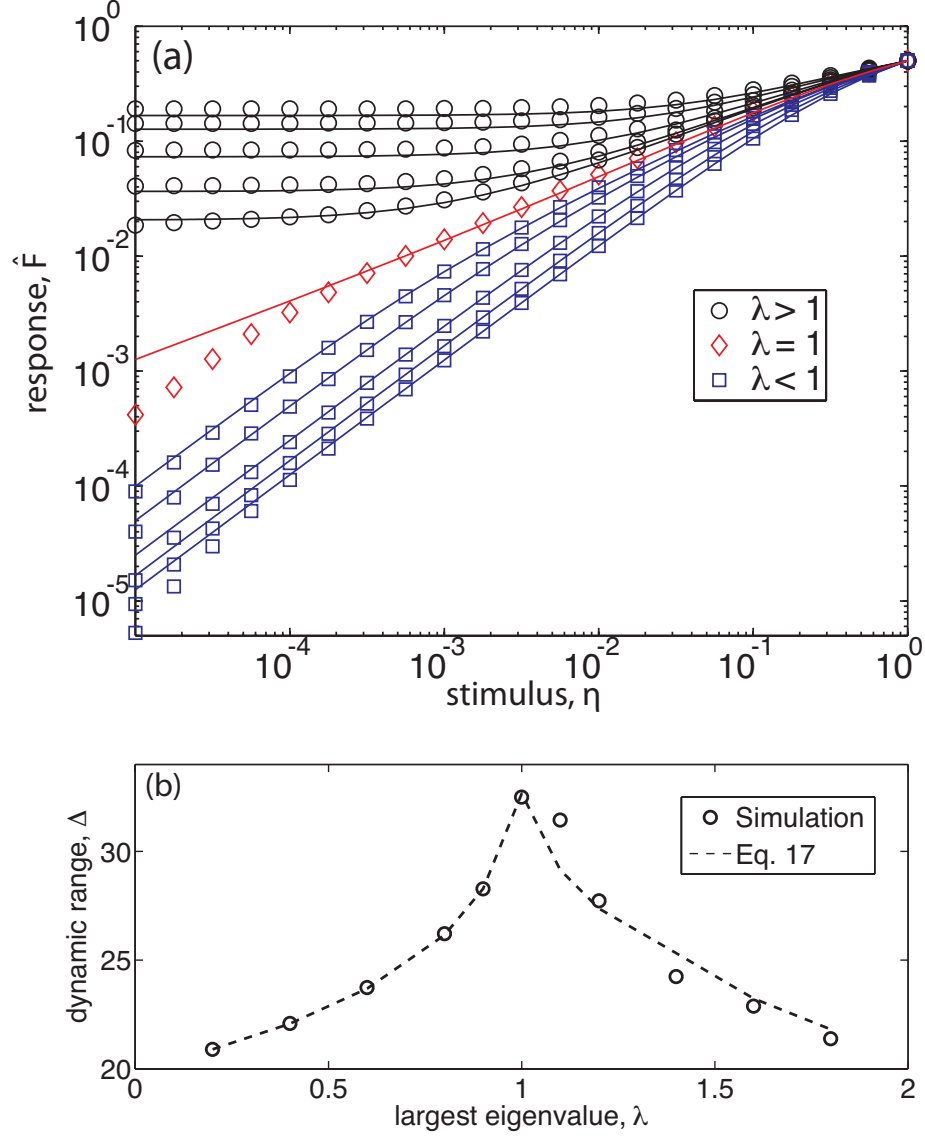 (a)
10^0
10^-1
10^-2
10^-3
10^-4
10^-5
response, F̂
λ > 1
λ = 1
λ < 1
10^-4
10^-3
10^-2
10^-1
10^0
stimulus, η
(b)
30
25
20
dynamic range, Δ
Simulation
Eq. 17
0
0.5
1
1.5
2
largest eigenvalue, λ